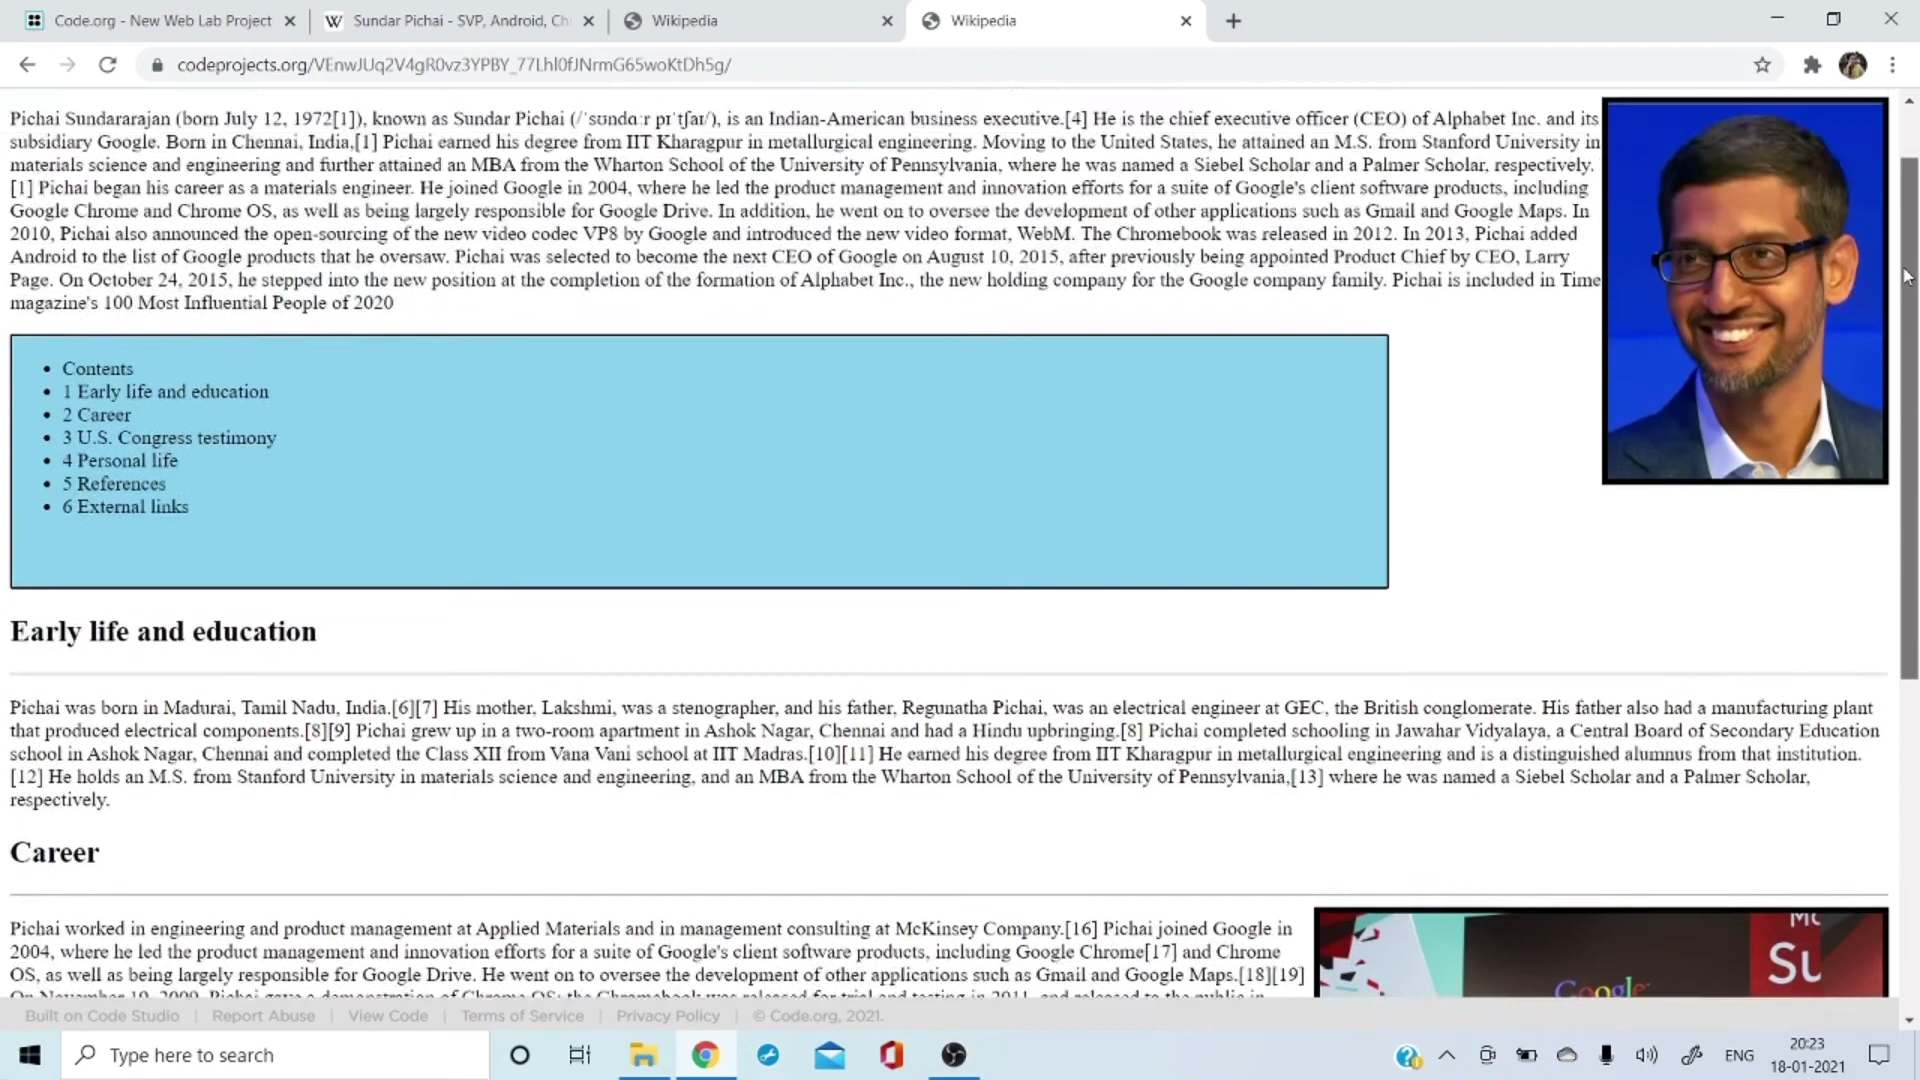 Code.org - New Web Lab Project
Sundar Pichai - SVP, Android, Ch
Wikipedia
Wikipedia
codeprojects.org/VEnwJUq2V4gR0vz3YPBY_77Lhl0fJNrmG65woKtDh5g/
Pichai Sundararajan (born July 12, 1972[1]), known as Sundar Pichai (/ˈsʊndɑːr pɪˈtʃaɪ/), is an Indian-American business executive.[4] He is the chief executive officer (CEO) of Alphabet Inc. and its
subsidiary Google. Born in Chennai, India,[1] Pichai earned his degree from IIT Kharagpur in metallurgical engineering. Moving to the United States, he attained an M.S. from Stanford University in
materials science and engineering and further attained an MBA from the Wharton School of the University of Pennsylvania, where he was named a Siebel Scholar and a Palmer Scholar, respectively.
[1] Pichai began his career as a materials engineer. He joined Google in 2004, where he led the product management and innovation efforts for a suite of Google's client software products, including
Google Chrome and Chrome OS, as well as being largely responsible for Google Drive. In addition, he went on to oversee the development of other applications such as Gmail and Google Maps. In
2010, Pichai also announced the open-sourcing of the new video codec VP8 by Google and introduced the new video format, WebM. The Chromebook was released in 2012. In 2013, Pichai added
Android to the list of Google products that he oversaw. Pichai was selected to become the next CEO of Google on August 10, 2015, after previously being appointed Product Chief by CEO, Larry
Page. On October 24, 2015, he stepped into the new position at the completion of the formation of Alphabet Inc., the new holding company for the Google company family. Pichai is included in Time
magazine's 100 Most Influential People of 2020
Contents
1 Early life and education
2 Career
3 U.S. Congress testimony
4 Personal life
5 References
6 External links
Early life and education
Pichai was born in Madurai, Tamil Nadu, India.[6][7] His mother, Lakshmi, was a stenographer, and his father, Regunatha Pichai, was an electrical engineer at GEC, the British conglomerate. His father also had a manufacturing plant
that produced electrical components.[8][9] Pichai grew up in a two-room apartment in Ashok Nagar, Chennai and had a Hindu upbringing.[8] Pichai completed schooling in Jawahar Vidyalaya, a Central Board of Secondary Education
school in Ashok Nagar, Chennai and completed the Class XII from Vana Vani school at IIT Madras.[10][11] He earned his degree from IIT Kharagpur in metallurgical engineering and is a distinguished alumnus from that institution.
[12] He holds an M.S. from Stanford University in materials science and engineering, and an MBA from the Wharton School of the University of Pennsylvania,[13] where he was named a Siebel Scholar and a Palmer Scholar,
respectively.
Career
Pichai worked in engineering and product management at Applied Materials and in management consulting at McKinsey Company.[16] Pichai joined Google in
2004, where he led the product management and innovation efforts for a suite of Google's client software products, including Google Chrome[17] and Chrome
OS, as well as being largely responsible for Google Drive. He went on to oversee the development of other applications such as Gmail and Google Maps.[18][19]
On November 19, 2009, Pichai gave a demonstration of Chrome OS; the Chromebook was released for trial and testing in 2011, and released to the public in
Google
Su
Built on Code Studio | Report Abuse | View Code | Terms of Service | Privacy Policy | © Code.org, 2021.
Type here to search
ENG
20:23
18-01-2021